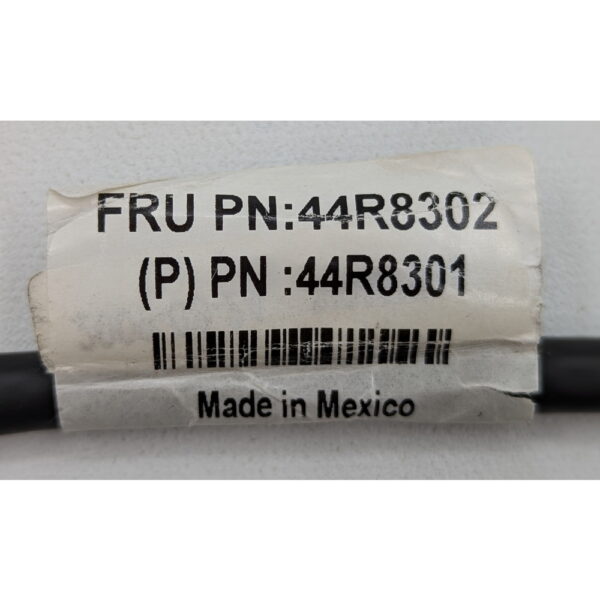 FRU PN:44R8302
(P) PN :44R8301
Made in Mexico